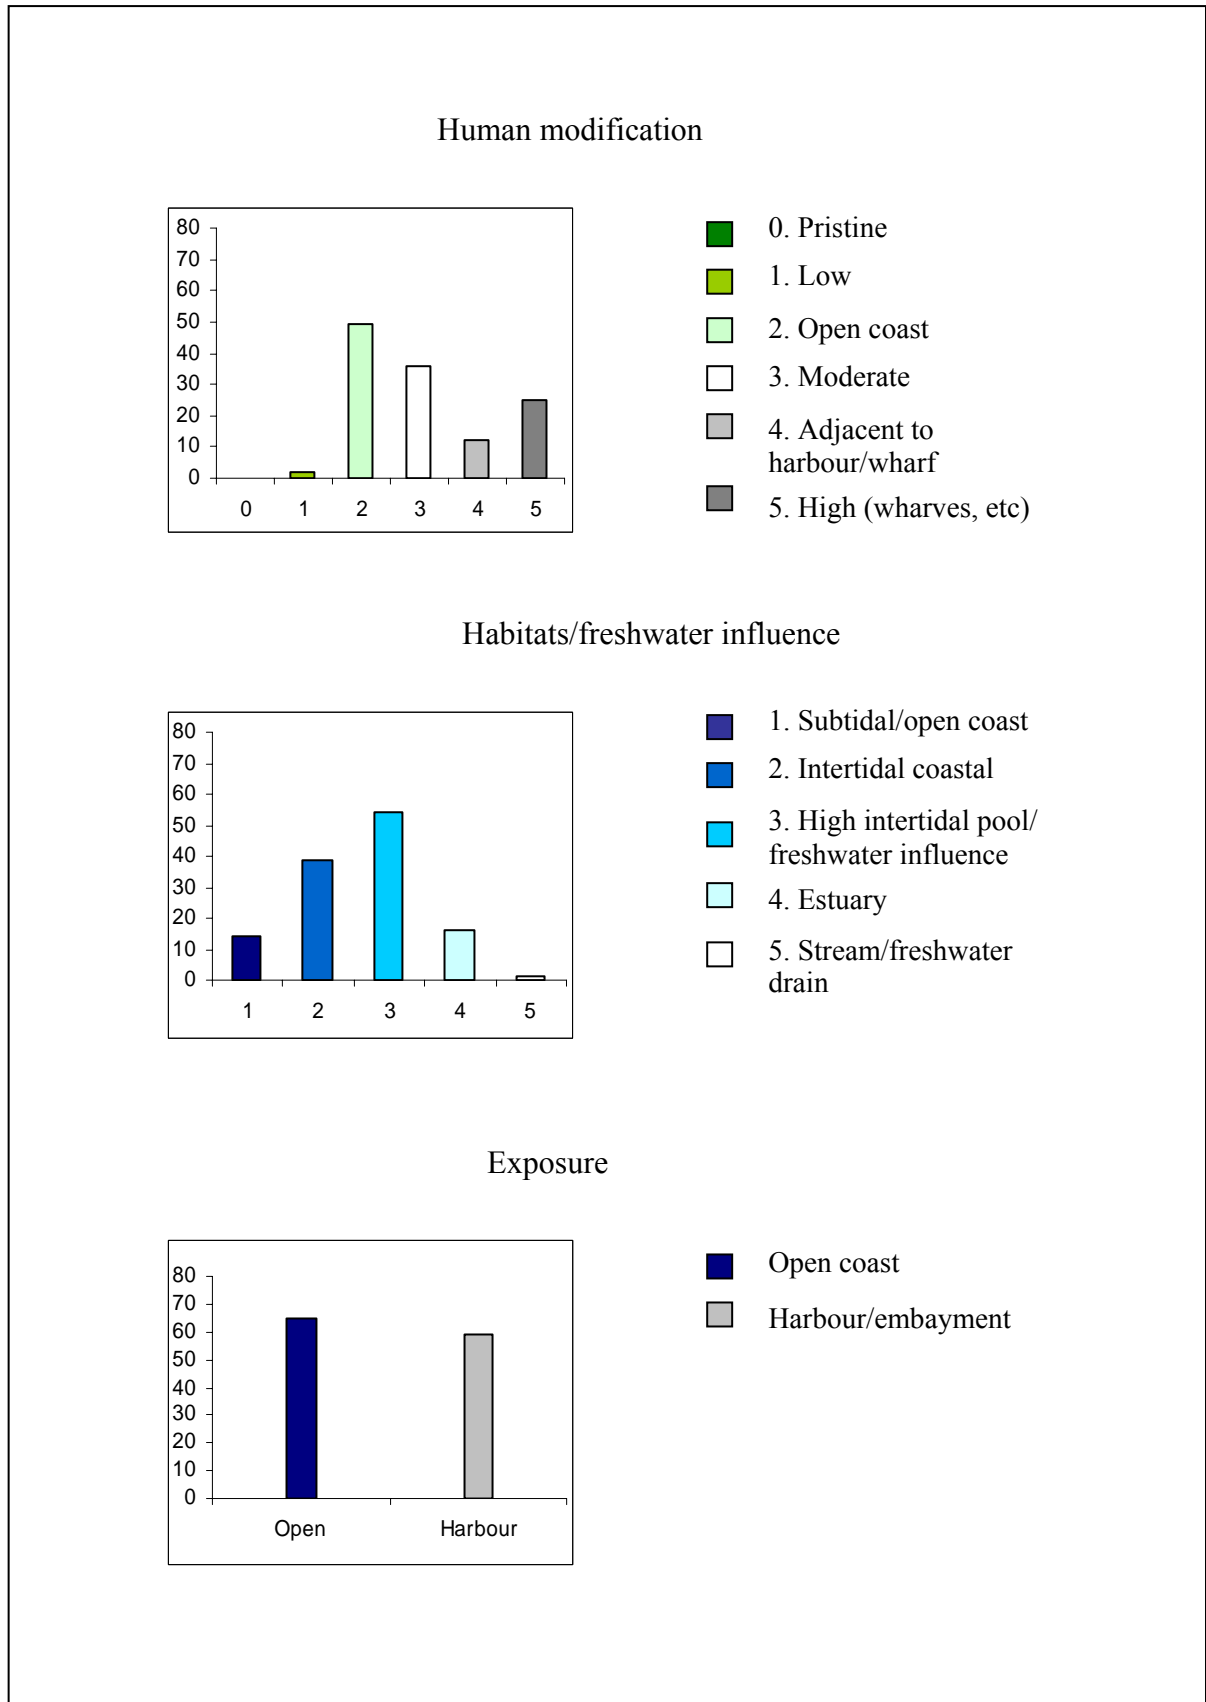 Human modification
80
70
60
50
40
30
20
10
0
0 1 2 3 4 5
0. Pristine
1. Low
2. Open coast
3. Moderate
4. Adjacent to
harbour/wharf
5. High (wharves, etc)
Habitats/freshwater influence
80
70
60
50
40
30
20
10
0
1 2 3 4 5
1. Subtidal/open coast
2. Intertidal coastal
3. High intertidal pool/
freshwater influence
4. Estuary
5. Stream/freshwater
drain
Exposure
80
70
60
50
40
30
20
10
0
Open Harbour
Open coast
Harbour/embayment